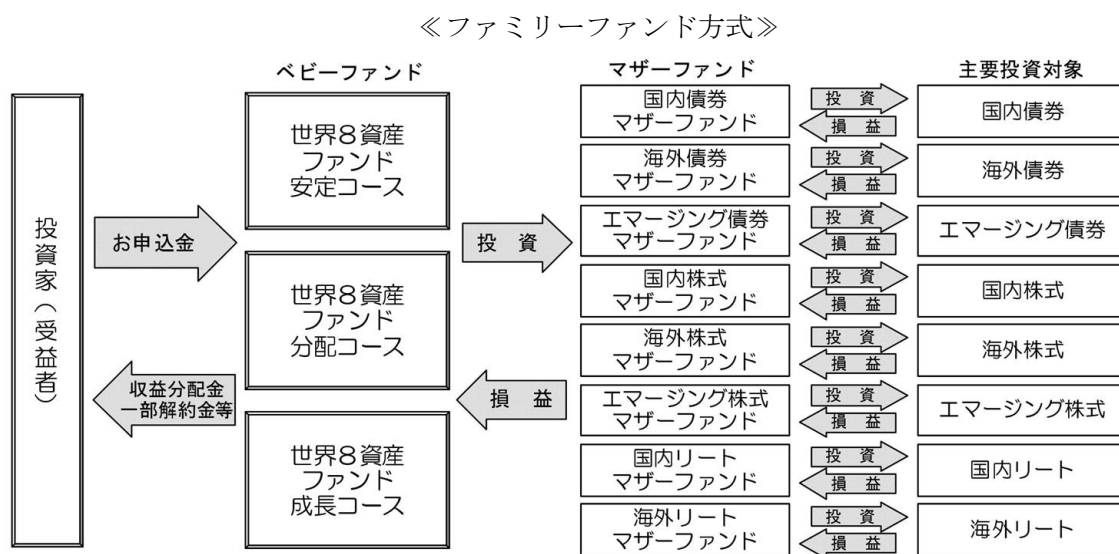 ≪ファミリーファンド方式≫
ベビーファンド
マザーファンド
主要投資対象
投資家（受益者）
お申込金
収益分配金
一部解約金等
世界8資産
ファンド
安定コース
世界8資産
ファンド
分配コース
世界8資産
ファンド
成長コース
投 資
損 益
国内債券
マザーファンド
投 資
損 益
国内債券
海外債券
マザーファンド
投 資
損 益
海外債券
エマージング債券
マザーファンド
投 資
損 益
エマージング債券
国内株式
マザーファンド
投 資
損 益
国内株式
海外株式
マザーファンド
投 資
損 益
海外株式
エマージング株式
マザーファンド
投 資
損 益
エマージング株式
国内リート
マザーファンド
投 資
損 益
国内リート
海外リート
マザーファンド
投 資
損 益
海外リート